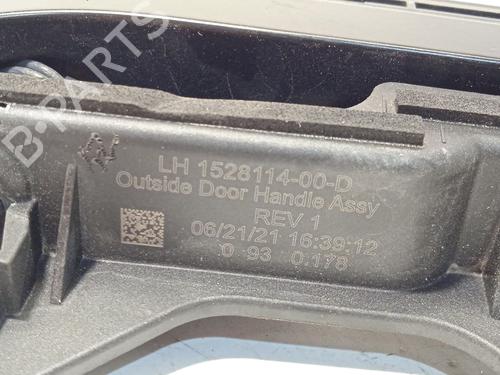 B-PARTS
LH 1528114-00-D
Outside Door Handle Assy
REV 1
06/21/21 16:39:12
0 93 0.178